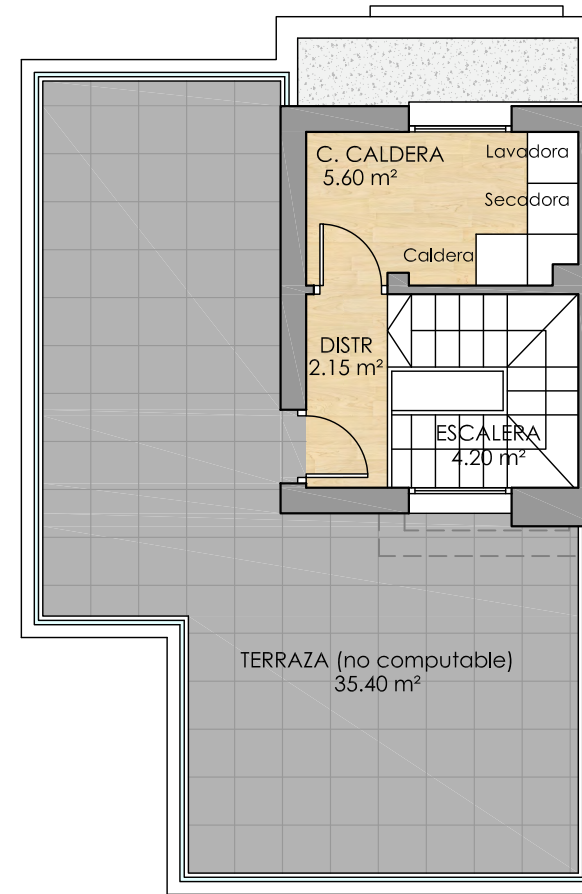 C. CALDERA
5.60 m²
Lavadora
Secadora
Caldera
DISTR
2.15 m²
ESCALERA
4.20 m²
TERRAZA (no computable)
35.40 m²